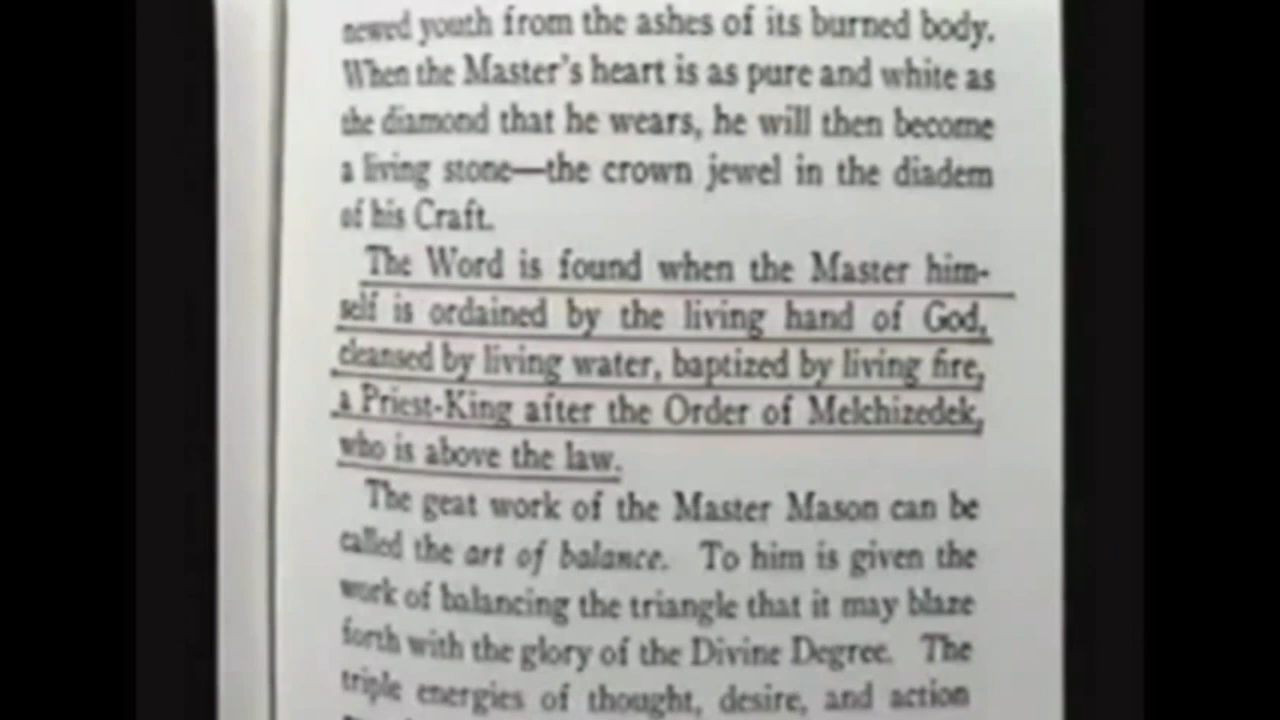 newed youth from the ashes of its burned body.
When the Master's heart is as pure and white as
the diamond that he wears, he will then become
a living stone—the crown jewel in the diadem
of his Craft.
The Word is found when the Master him-
self is ordained by the living hand of God,
cleansed by living water, baptized by living fire,
a Priest-King after the Order of Melchizedek,
who is above the law.
The geat work of the Master Mason can be
called the art of balance. To him is given the
work of balancing the triangle that it may blaze
forth with the glory of the Divine Degree. The
triple energies of thought, desire, and action